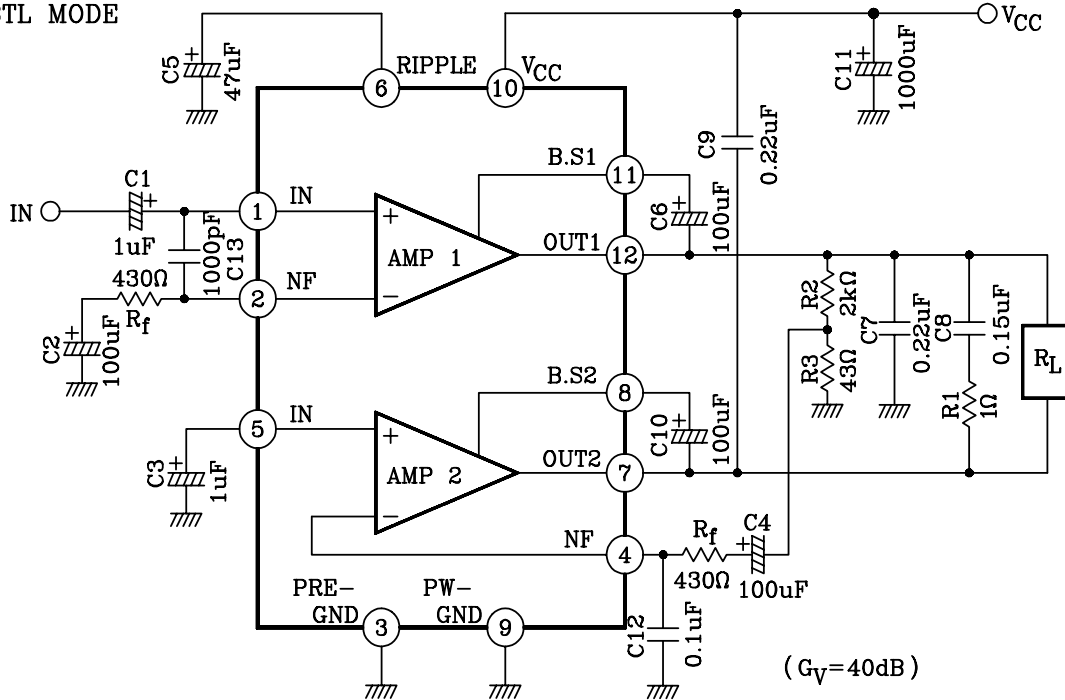 BTL MODE
VCC
C5
+
47uF
RIPPLE
VCC
6
10
C11
+
1000uF
C9
0.22uF
B.S1
11
C1
+
IN
IN
1
1uF
1000pF
C13
+
AMP 1
−
OUT1
12
C6
+
100uF
430Ω
Rf
NF
2
C2
+
100uF
R2
2kΩ
R3
43Ω
C7
0.22uF
C8
0.15uF
R1
1Ω
RL
B.S2
8
IN
5
+
AMP 2
−
OUT2
7
C10
+
100uF
C3
+
1uF
NF
4
Rf
430Ω
C4
+
100uF
PRE-
GND
3
PW-
GND
9
C12
0.1uF
(GV=40dB)